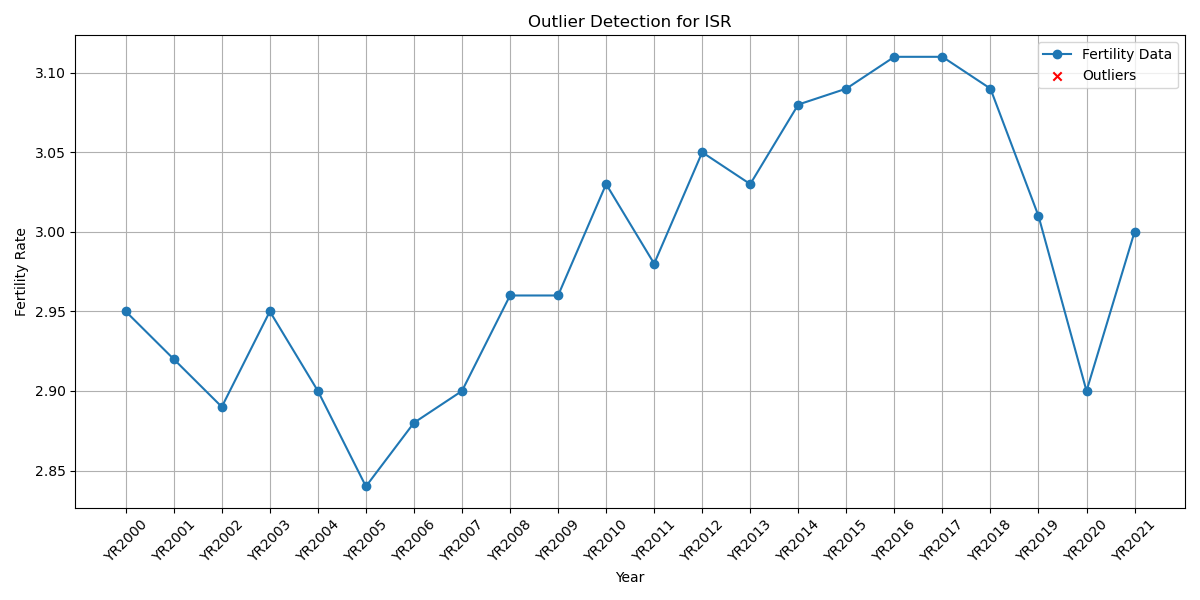 Outlier Detection for ISR
Fertility Data
Outliers
Fertility Rate
3.10
3.05
3.00
2.95
2.90
2.85
YR2000
YR2001
YR2002
YR2003
YR2004
YR2005
YR2006
YR2007
YR2008
YR2009
YR2010
YR2011
YR2012
YR2013
YR2014
YR2015
YR2016
YR2017
YR2018
YR2019
YR2020
YR2021
Year